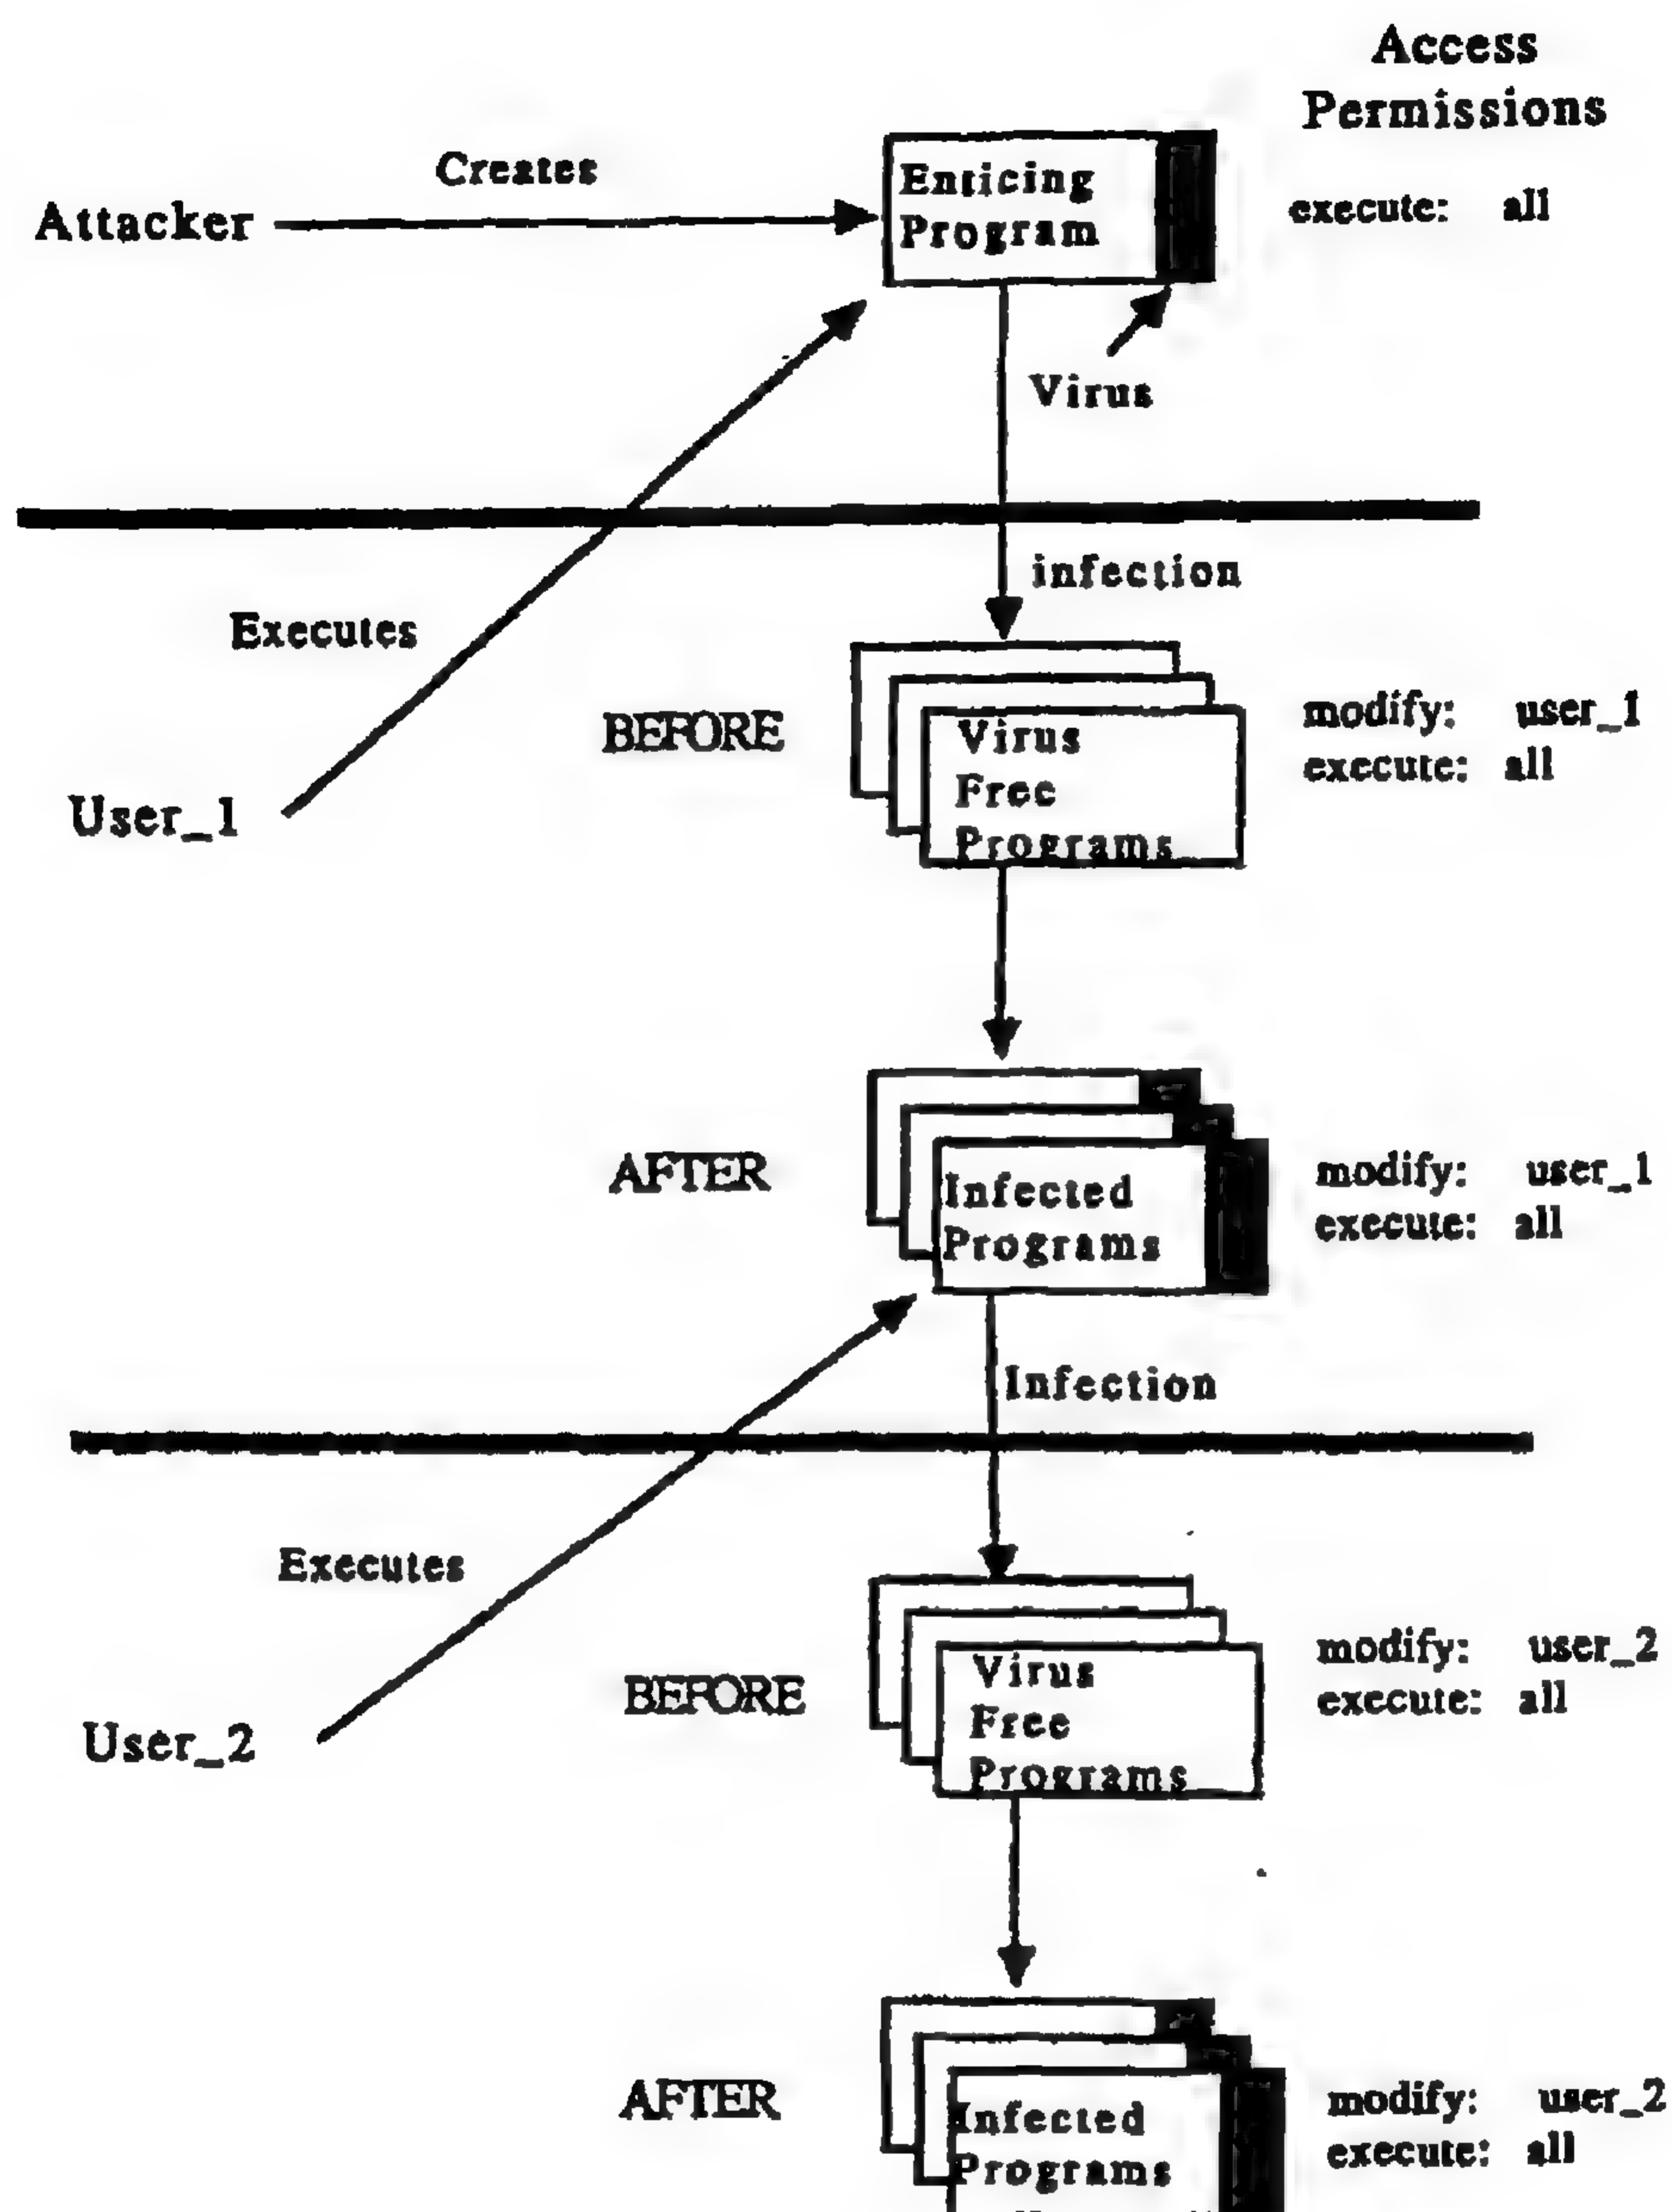 Access
Permissions
Creates
Attacker
Enticing
Program
execute: all
Virus
infection
Executes
BEFORE
Virus
Free
Programs
modify: user_1
execute: all
User_1
AFTER
Infected
Programs
modify: user_1
execute: all
Infection
Executes
BEFORE
Virus
Free
Programs
modify: user_2
execute: all
User_2
AFTER
Infected
Programs
modify: user_2
execute: all